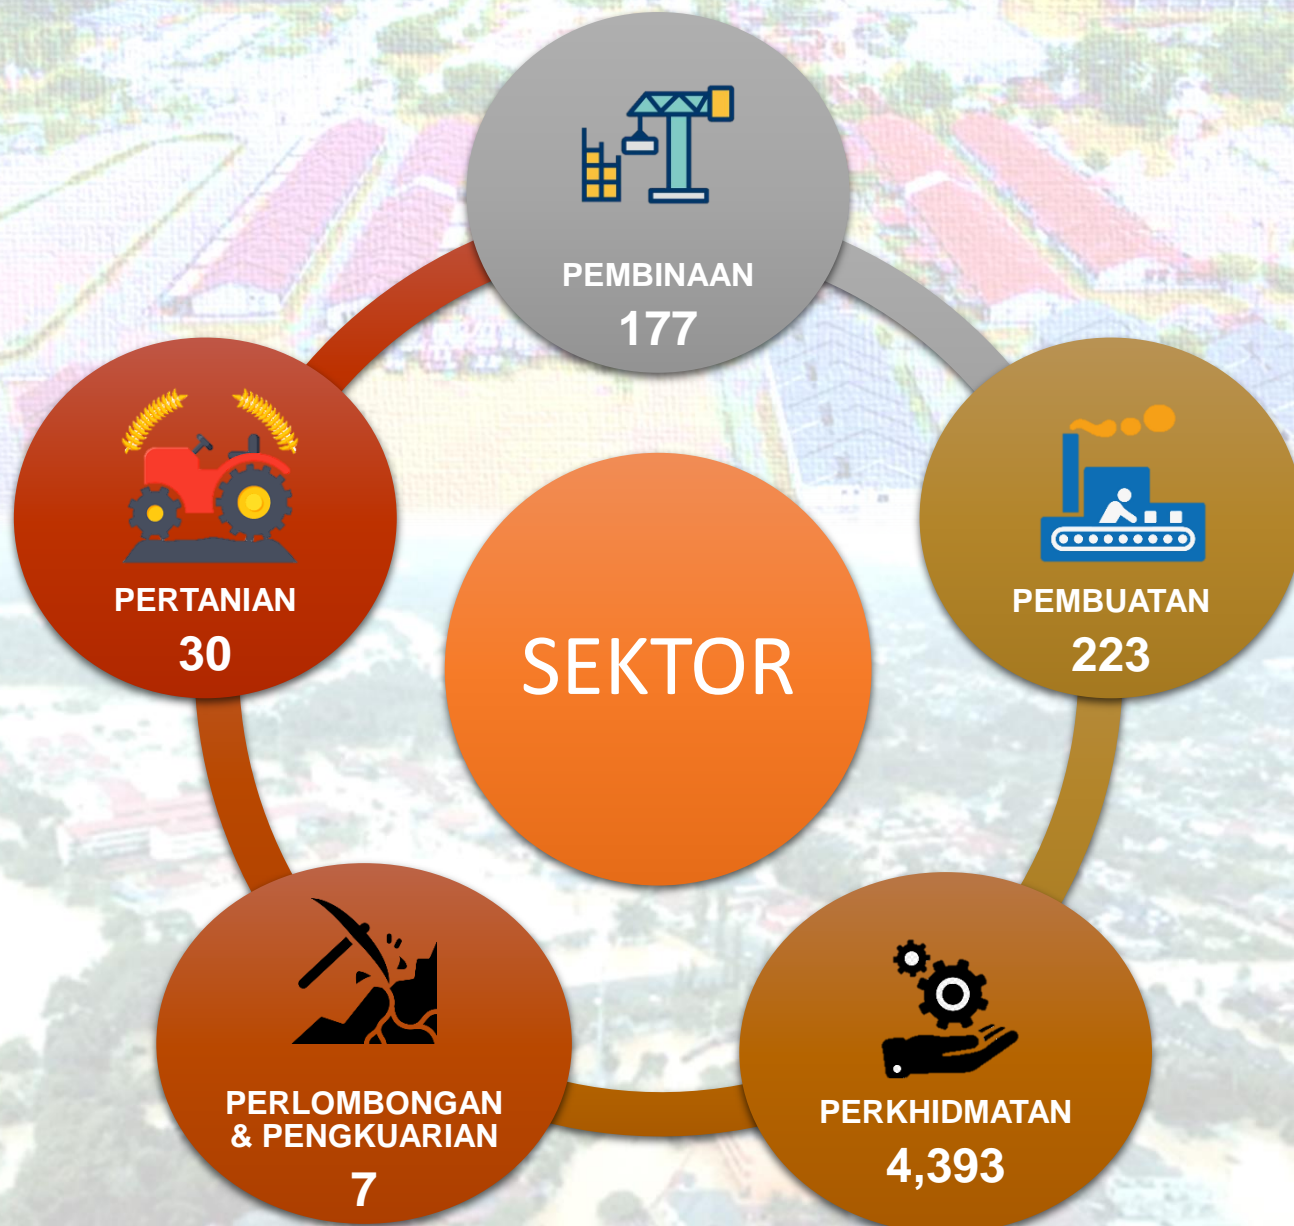 PEMBINAAN
177
PERTANIAN
30
PEMBUATAN
223
SEKTOR
PERLOMBONGAN
& PENGKUARIAN
7
PERKHIDMATAN
4,393